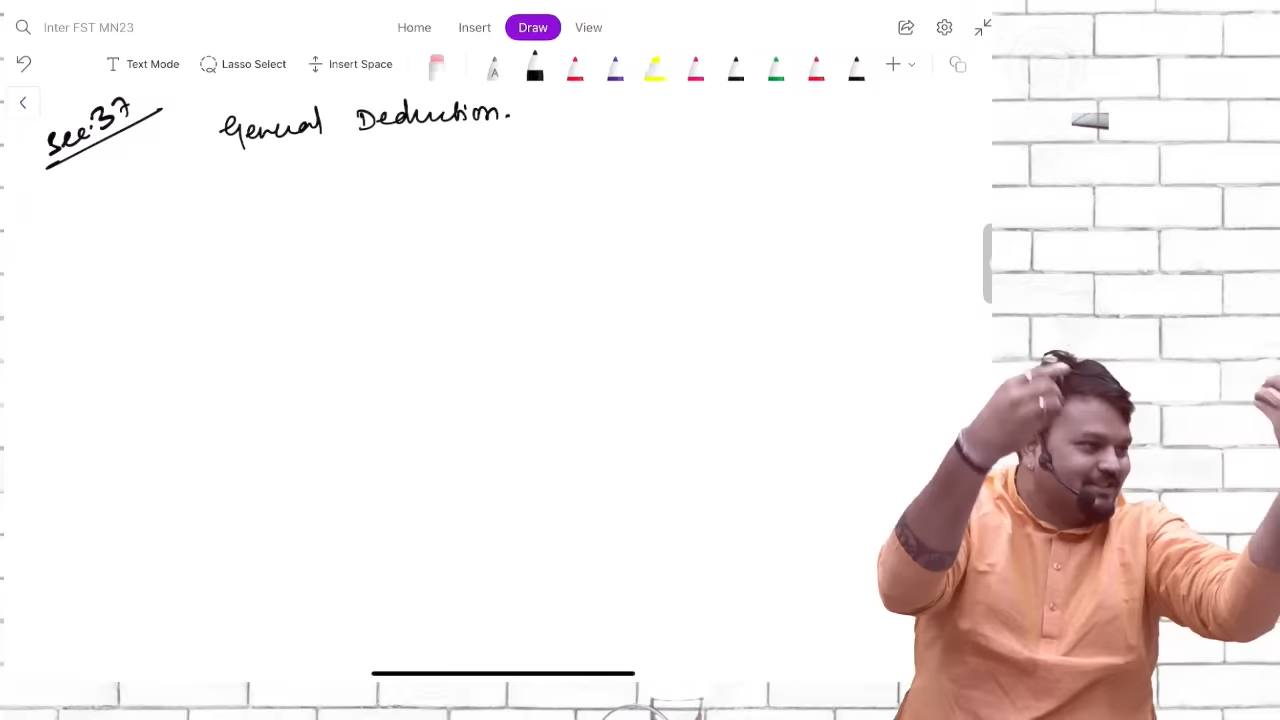 Inter FST MN23
Home Insert Draw View
Text Mode Lasso Select Insert Space
A
Sec. 37 General Deduction.